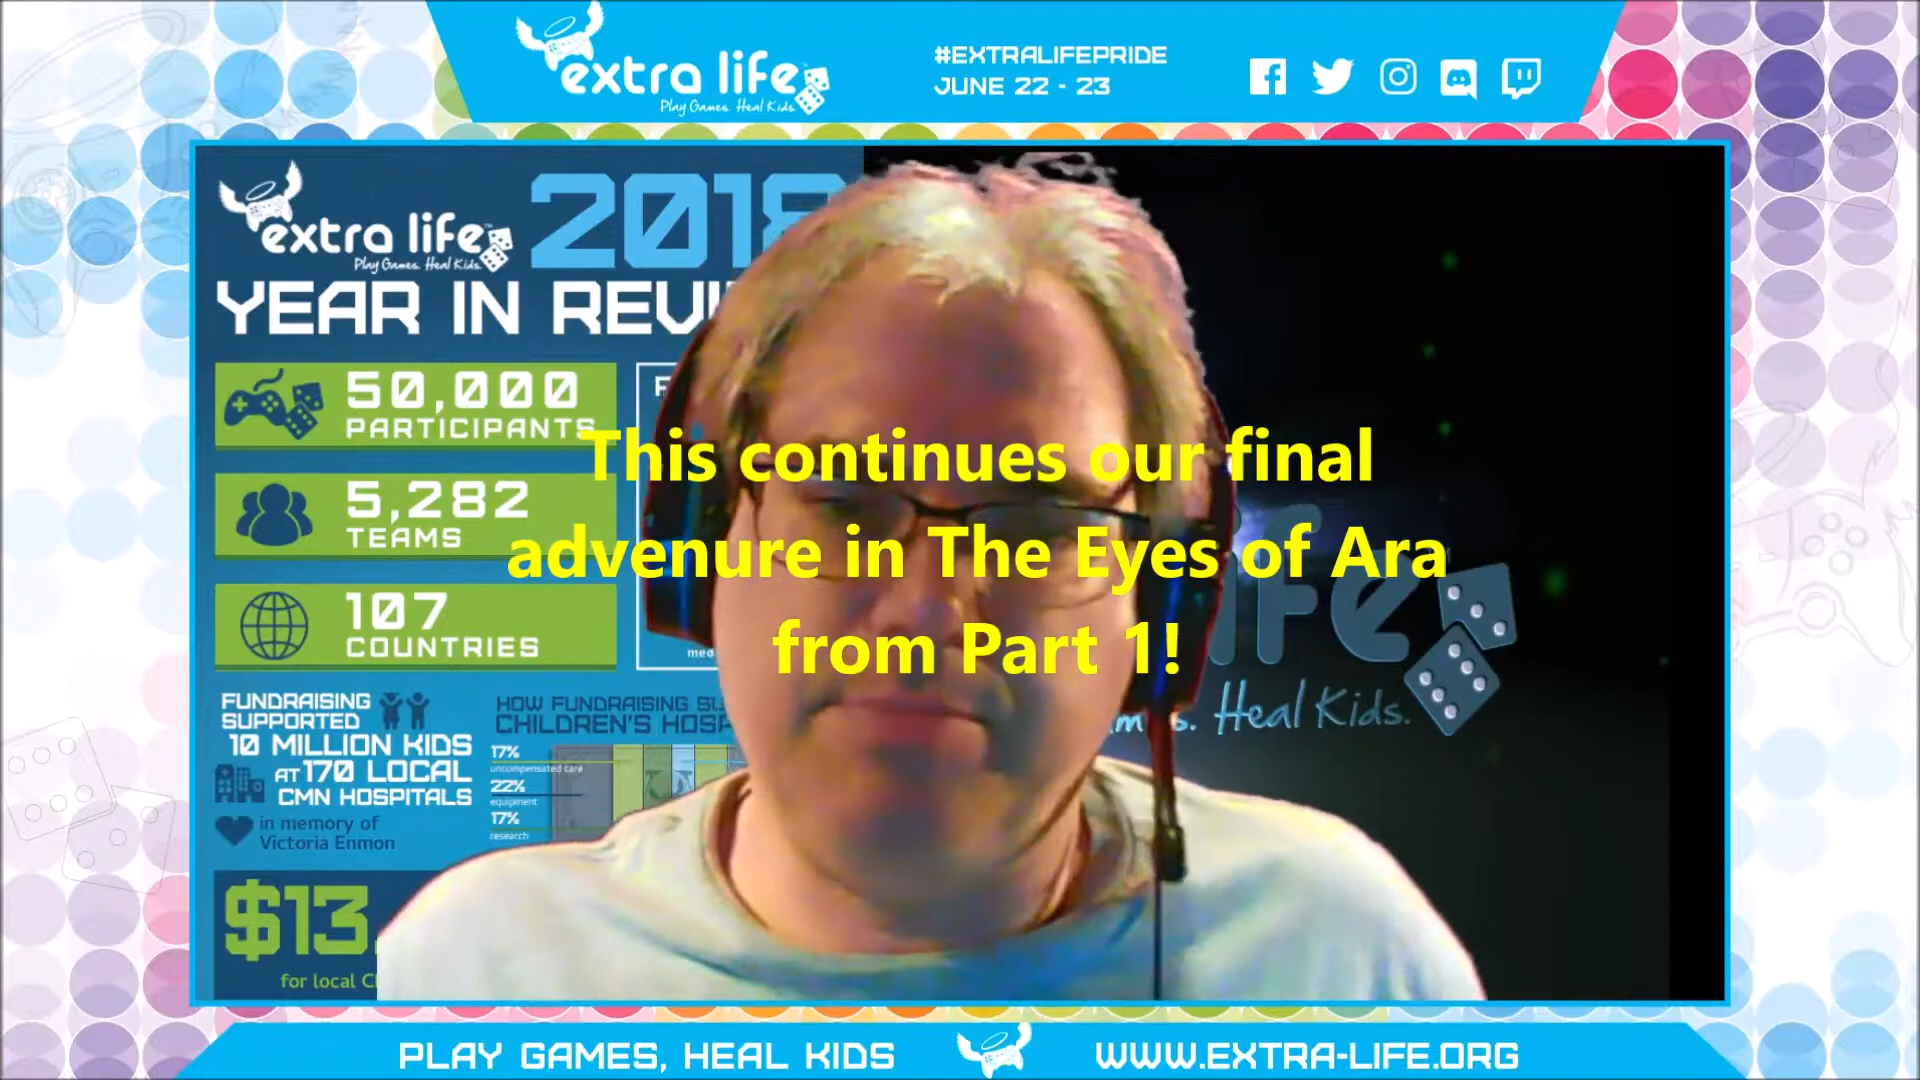 extra life
Play Games. Heal Kids.
#EXTRALIFEPRIDE
JUNE 22 - 23
extra life
Play Games. Heal Kids.
2018
YEAR IN
50,000
PARTICIPANTS
5,282
TEAMS
107
COUNTRIES
This continues our final
advenure in The Eyes of Ara
from Part 1!
life
Heal Kids.
FUNDRAISING
SUPPORTED
10 MILLION KIDS
AT 170 LOCAL
CMN HOSPITALS
in memory of
Victoria Enmon
HOW FUNDRAISING
CHILDREN'S
17%
uncompensated care
22%
equipment
17%
research
$13
for local
PLAY GAMES, HEAL KIDS
WWW.EXTRA-LIFE.ORG